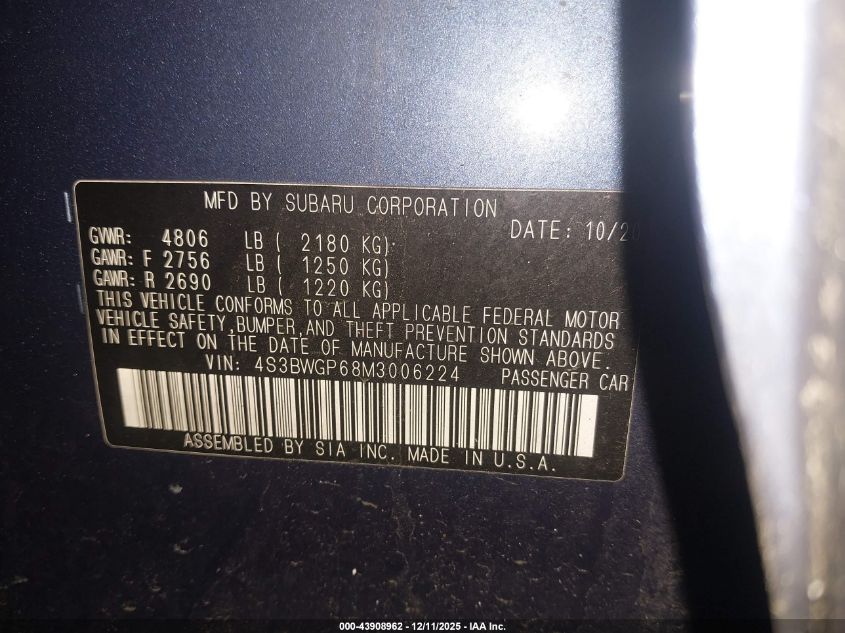 MFD BY SUBARU CORPORATION
DATE: 10/20
GVWR: 4806 LB ( 2180 KG)
GAWR: F 2756 LB ( 1250 KG)
GAWR: R 2690 LB ( 1220 KG)
THIS VEHICLE CONFORMS TO ALL APPLICABLE FEDERAL MOTOR
VEHICLE SAFETY, BUMPER, AND THEFT PREVENTION STANDARDS
IN EFFECT ON THE DATE OF MANUFACTURE SHOWN ABOVE.
VIN: 4S3BWGP68M3006224 PASSENGER CAR
ASSEMBLED BY SIA INC. MADE IN U.S.A.
000-43908962 - 12/11/2025 - IAA Inc.